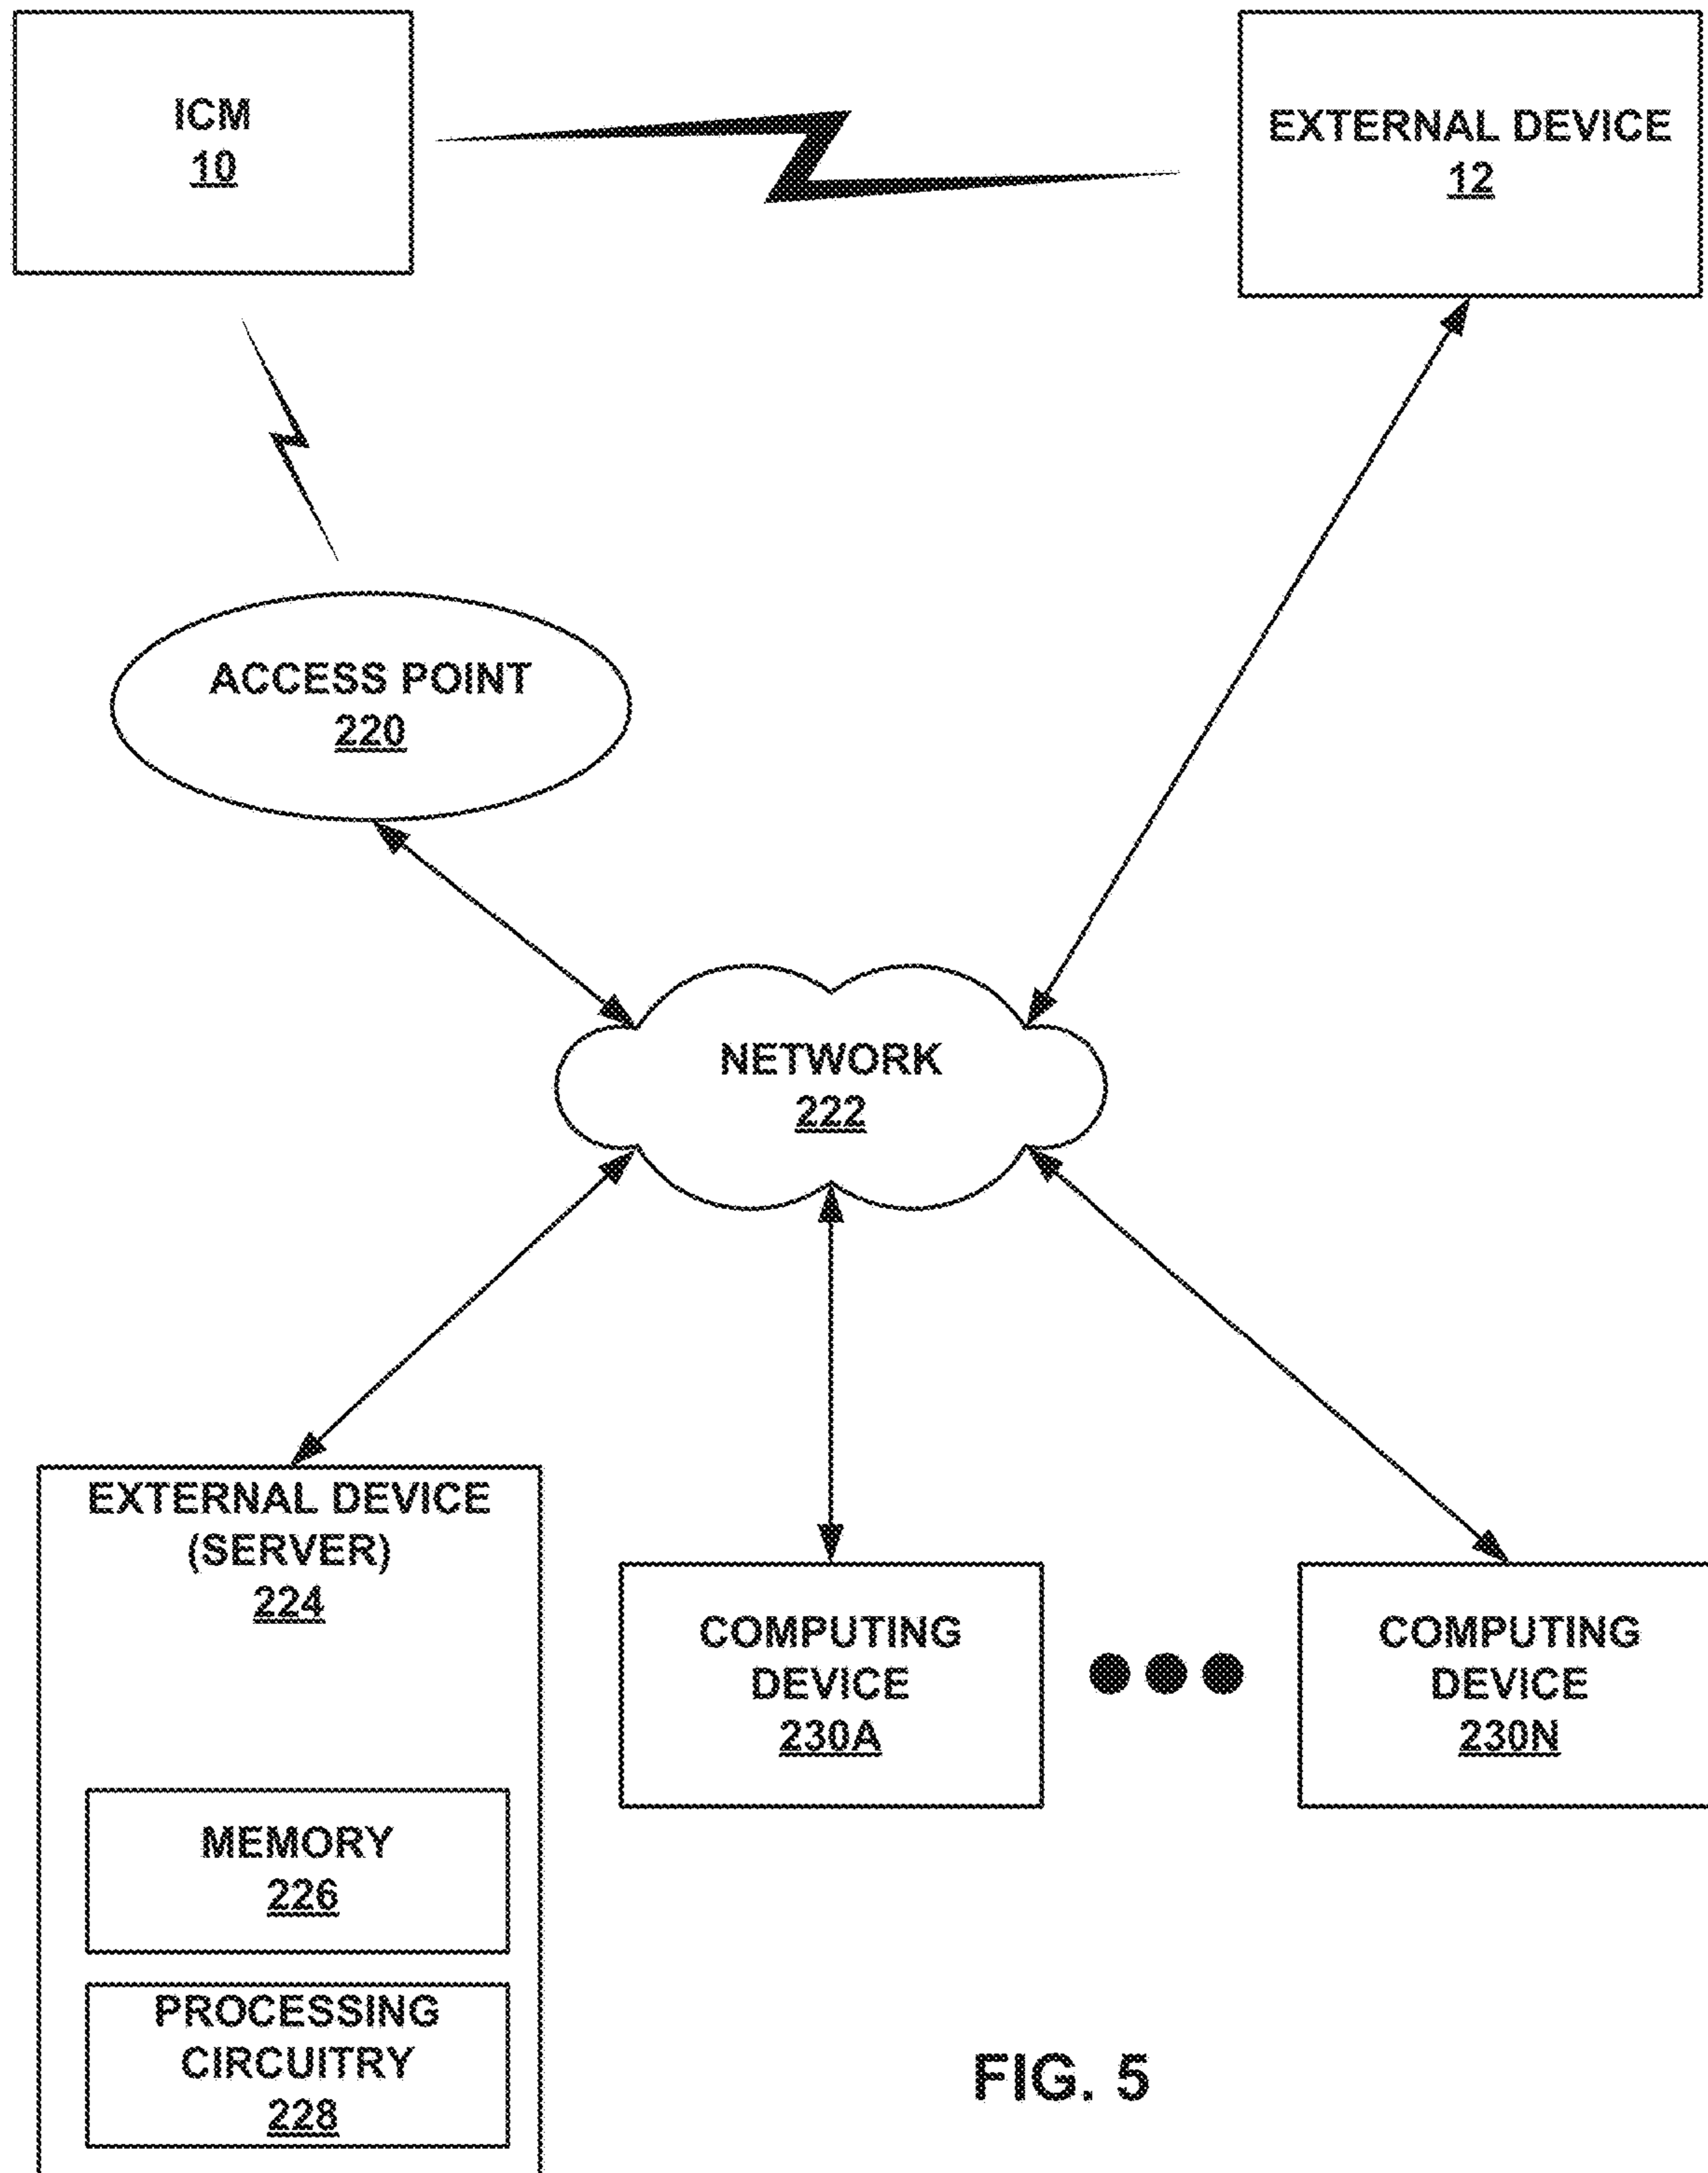 ICM
10
EXTERNAL DEVICE
12
ACCESS POINT
220
NETWORK
222
EXTERNAL DEVICE
(SERVER)
224
MEMORY
226
PROCESSING
CIRCUITRY
228
COMPUTING
DEVICE
230A
COMPUTING
DEVICE
230N
FIG. 5